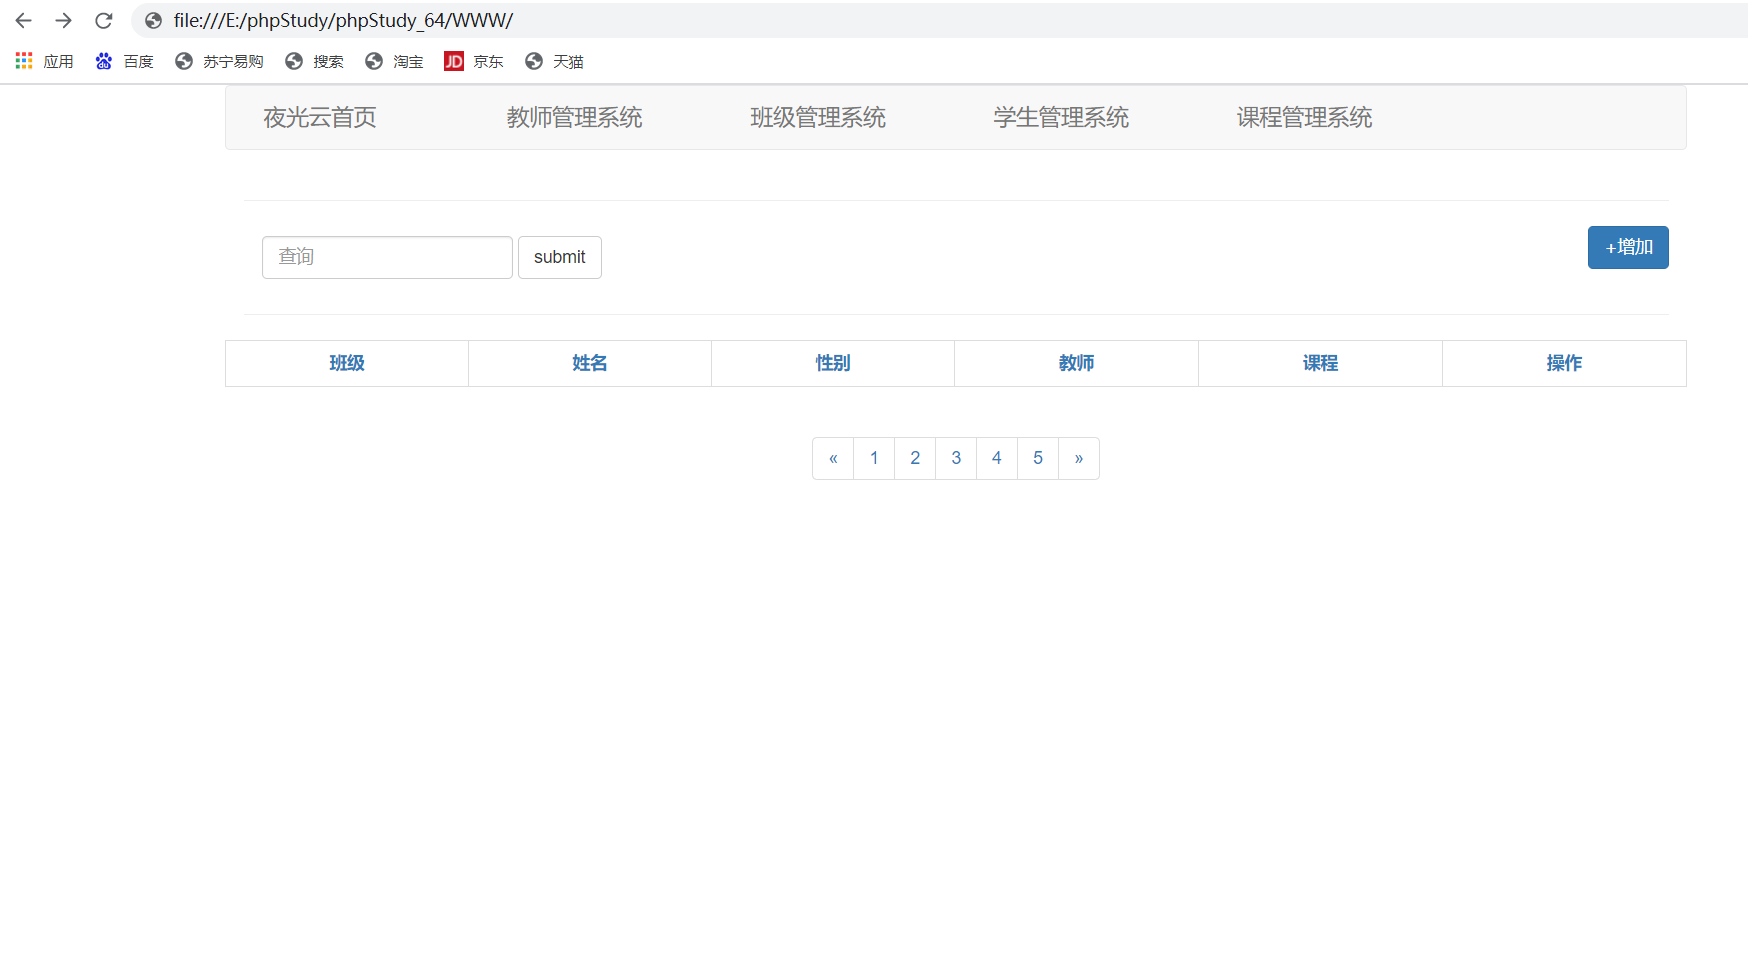 file:///E:/phpStudy/phpStudy_64/WWW/
应用 百度 苏宁易购 搜索 淘宝 JD 京东 天猫
夜光云首页 教师管理系统 班级管理系统 学生管理系统 课程管理系统
查询 submit +增加
班级 姓名 性别 教师 课程 操作
« 1 2 3 4 5 »